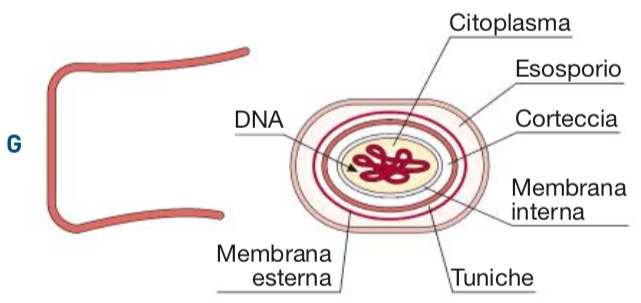 Citoplasma
Esosporio
DNA
Corteccia
G
Membrana
interna
Membrana
esterna
Tuniche